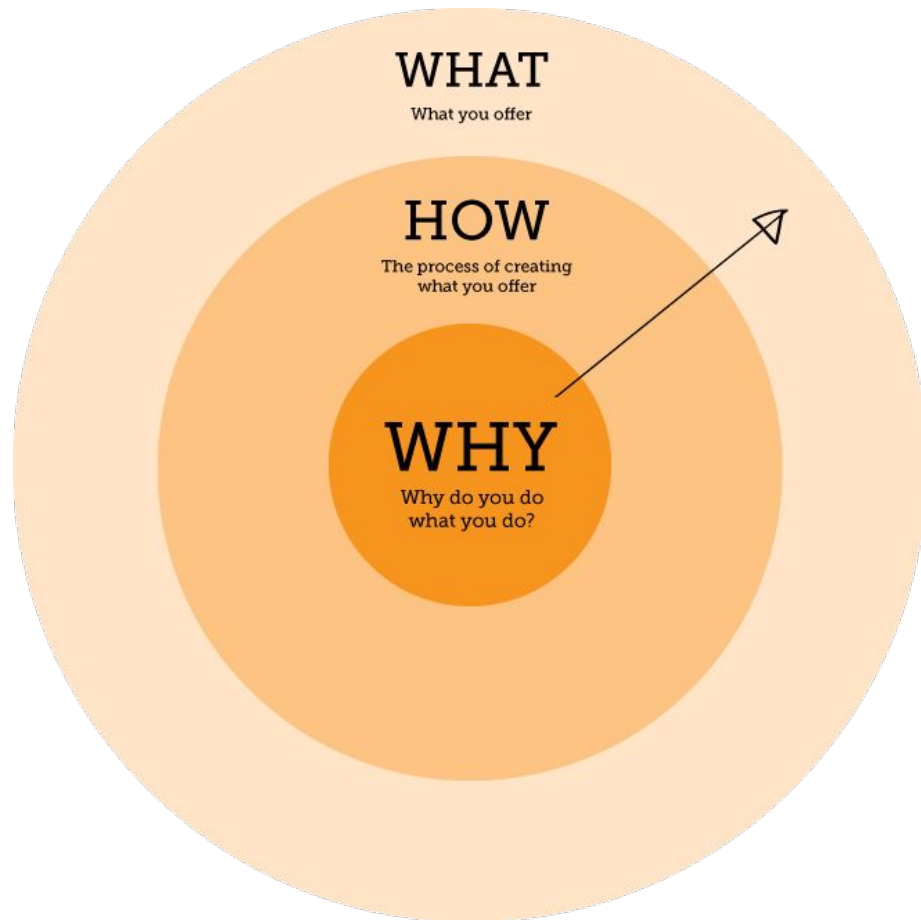 WHAT
What you offer
HOW
The process of creating
what you offer
WHY
Why do you do
what you do?